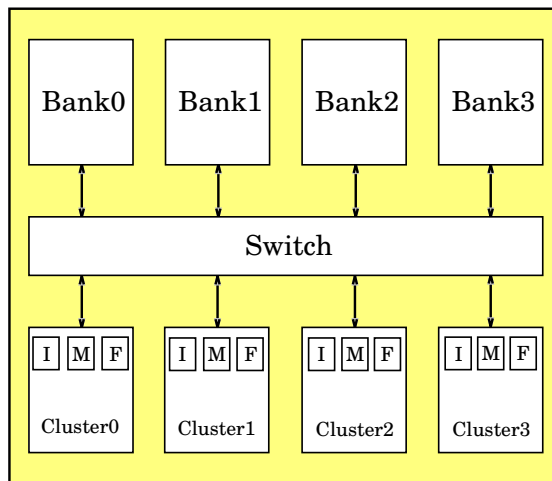 Bank0 Bank1 Bank2 Bank3
Switch
I M F I M F I M F I M F
Cluster0 Cluster1 Cluster2 Cluster3